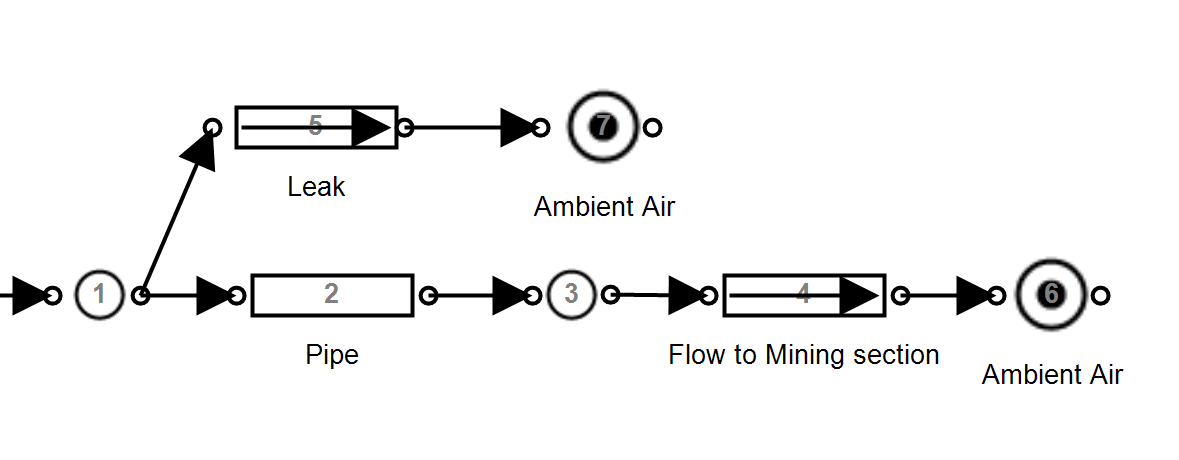 5
7
Leak
Ambient Air
1
2
3
4
6
Pipe
Flow to Mining section
Ambient Air